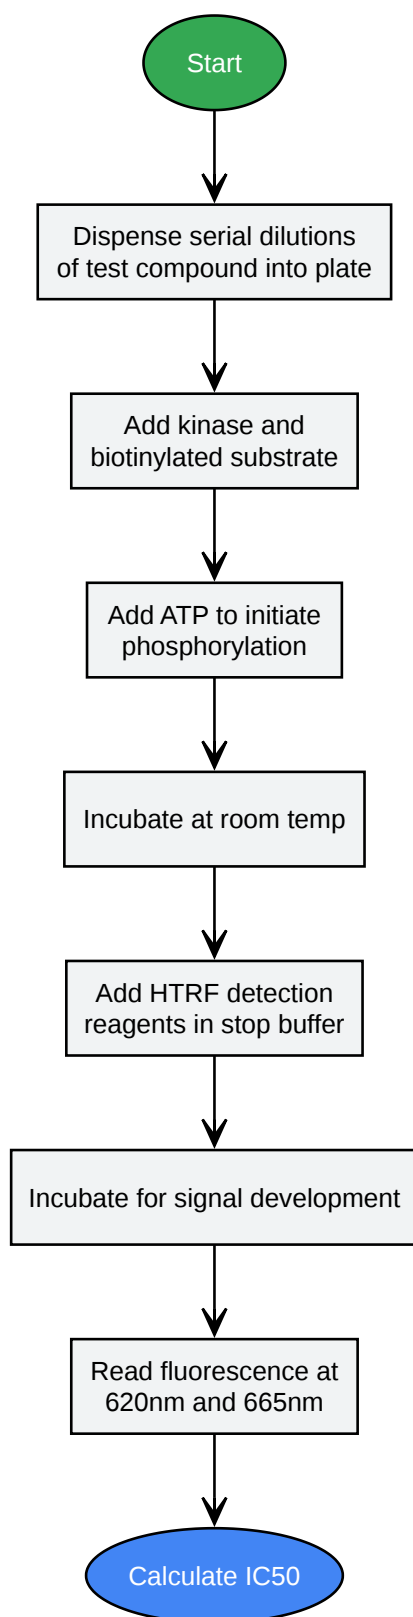 Start
Dispense serial dilutions
of test compound into plate
Add kinase and
biotinylated substrate
Add ATP to initiate
phosphorylation
Incubate at room temp
Add HTRF detection
reagents in stop buffer
Incubate for signal development
Read fluorescence at
620nm and 665nm
Calculate IC50